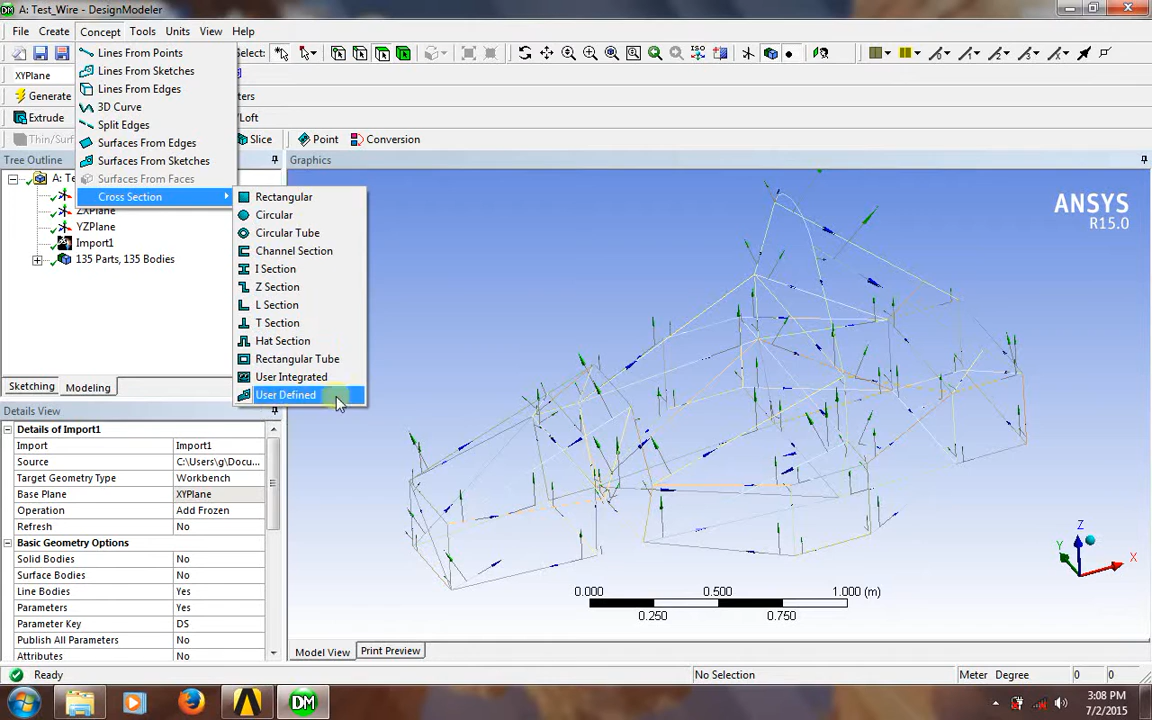 A: Test_Wire - DesignModeler
File Create Concept Tools Units View Help
Select:
Lines From Points
Lines From Sketches
Lines From Edges
3D Curve
Split Edges
Surfaces From Edges
Surfaces From Sketches
Surfaces From Faces
Cross Section
Rectangular
Circular
Circular Tube
Channel Section
I Section
Z Section
L Section
T Section
Hat Section
Rectangular Tube
User Integrated
User Defined
XYPlane
Generate
Extrude
Thin/Surf
Slice
Point
Conversion
Tree Outline
Graphics
ZXPlane
YZPlane
Import1
135 Parts, 135 Bodies
Sketching Modeling
Details View
Details of Import1
Import Import1
Source C:\Users\g\Docu...
Target Geometry Type Workbench
Base Plane XYPlane
Operation Add Frozen
Refresh No
Basic Geometry Options
Solid Bodies No
Surface Bodies No
Line Bodies Yes
Parameters Yes
Parameter Key DS
Publish All Parameters No
Attributes No
ANSYS
R15.0
Z
Y
X
0.000 0.500 1.000 (m)
0.250 0.750
Model View Print Preview
Ready
No Selection
Meter Degree 0 0
DM
3:08 PM
7/2/2015